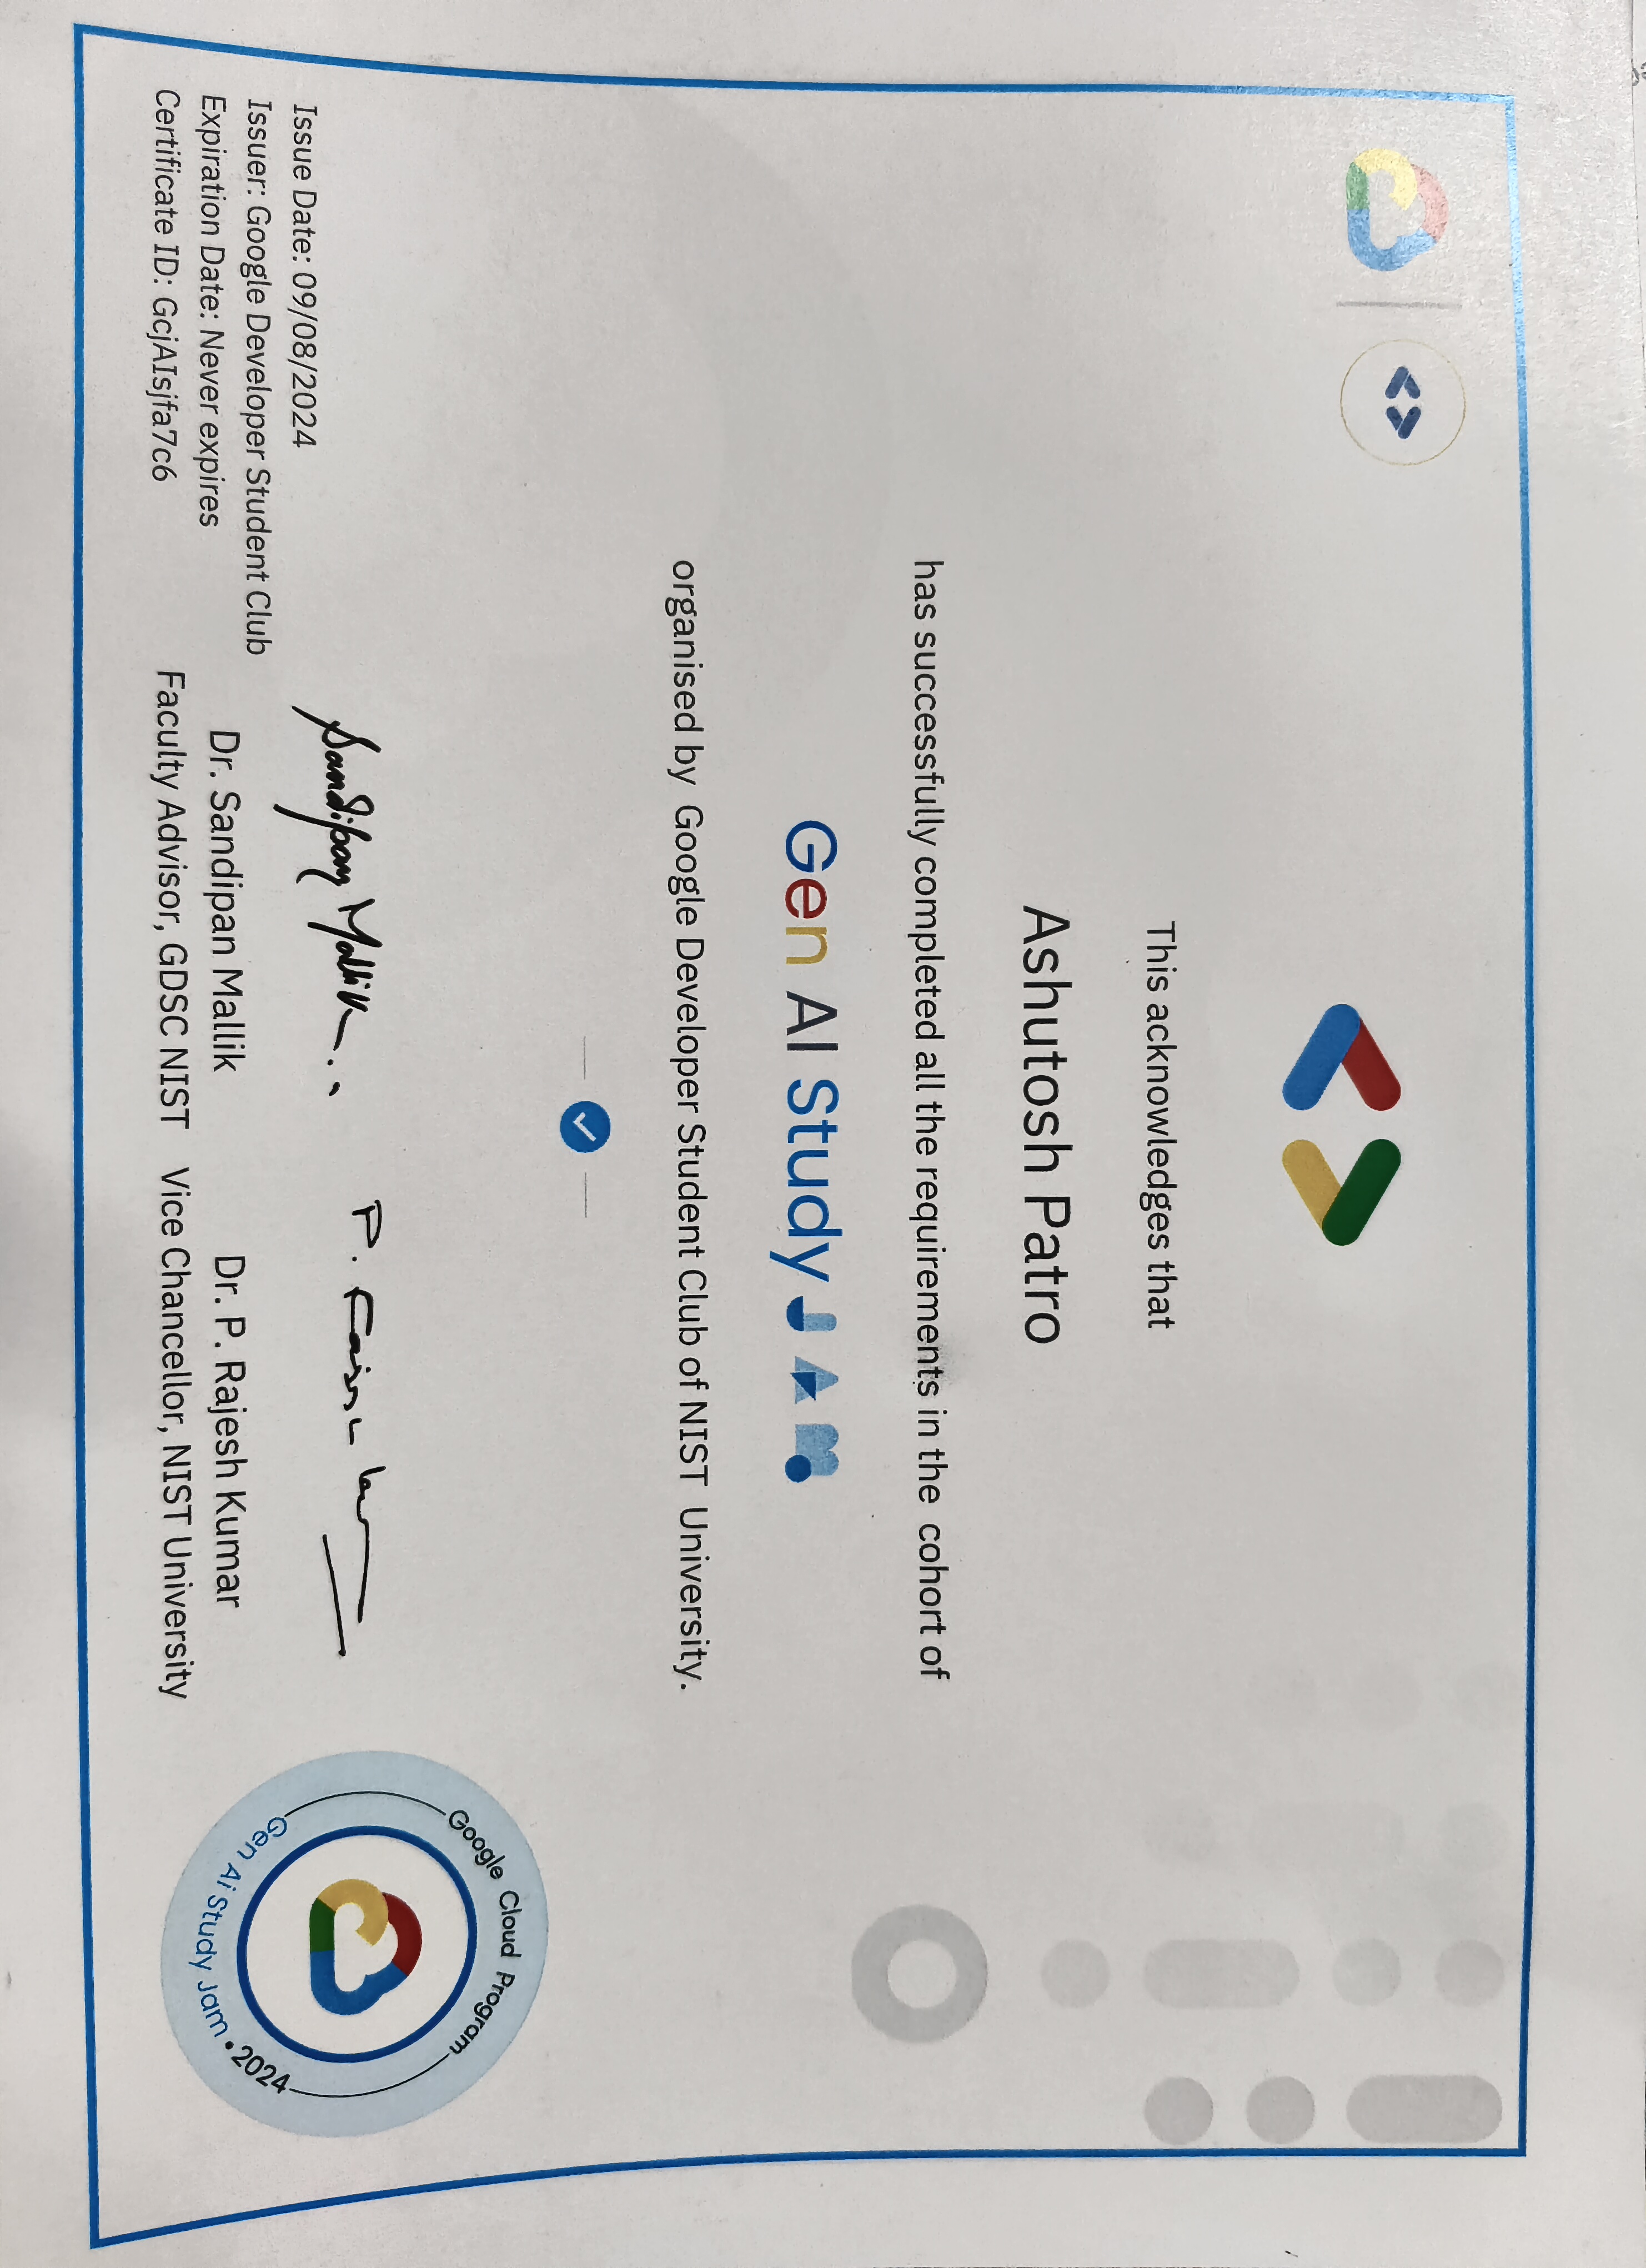 This acknowledges that
Ashutosh Patro
has successfully completed all the requirements in the cohort of
Gen AI Study JAM
organised by Google Developer Student Club of NIST University.
Sandipan Mallik
P. Rajesh Kumar
Issue Date: 09/08/2024
Issuer: Google Developer Student Club
Expiration Date: Never expires
Certificate ID: GcjAIsjfa7c6
Dr. Sandipan Mallik
Faculty Advisor, GDSC NIST
Dr. P. Rajesh Kumar
Vice Chancellor, NIST University
Google Cloud Program
Gen Ai Study Jam • 2024